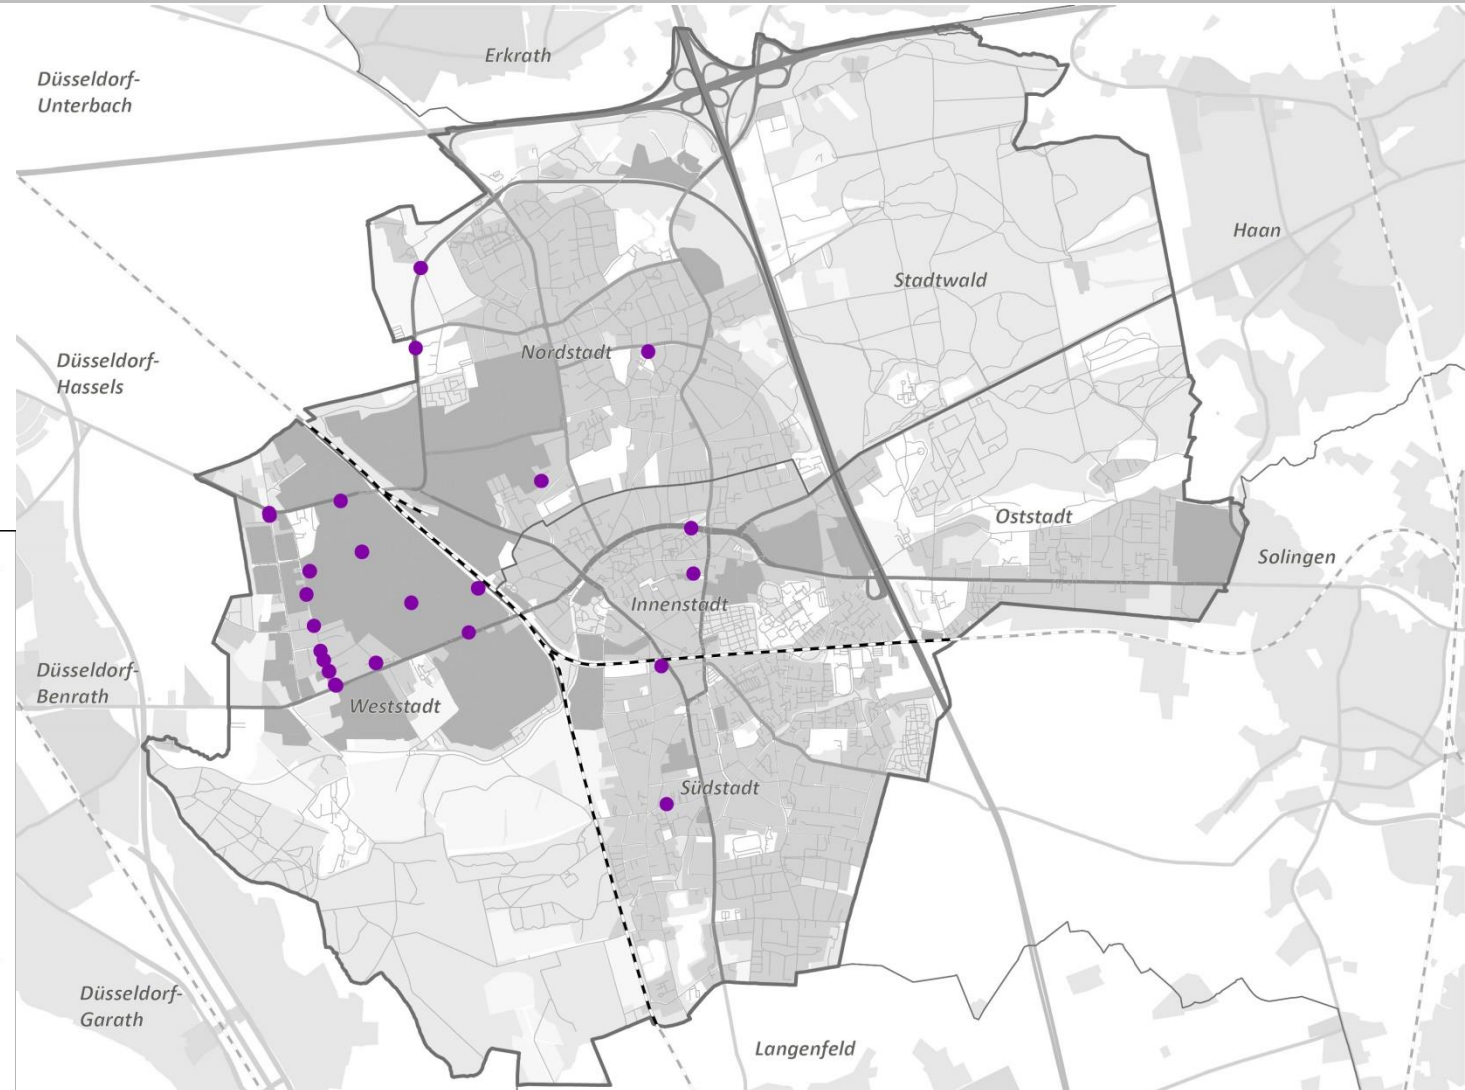 Erkrath
Düsseldorf-
Unterbach
Haan
Stadtwald
Düsseldorf-
Hassels
Nordstadt
Oststadt
Solingen
Innenstadt
Düsseldorf-
Benrath
Weststadt
Südstadt
Düsseldorf-
Garath
Langenfeld